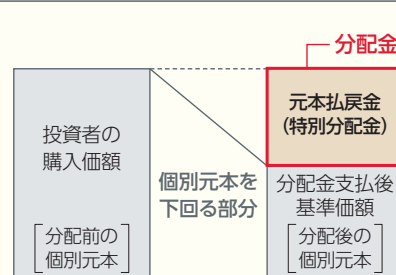 分配金
元本払戻金
(特別分配金)
投資者の
購入価額
個別元本を
下回る部分
分配金支払後
基準価額
分配前の
個別元本
分配後の
個別元本